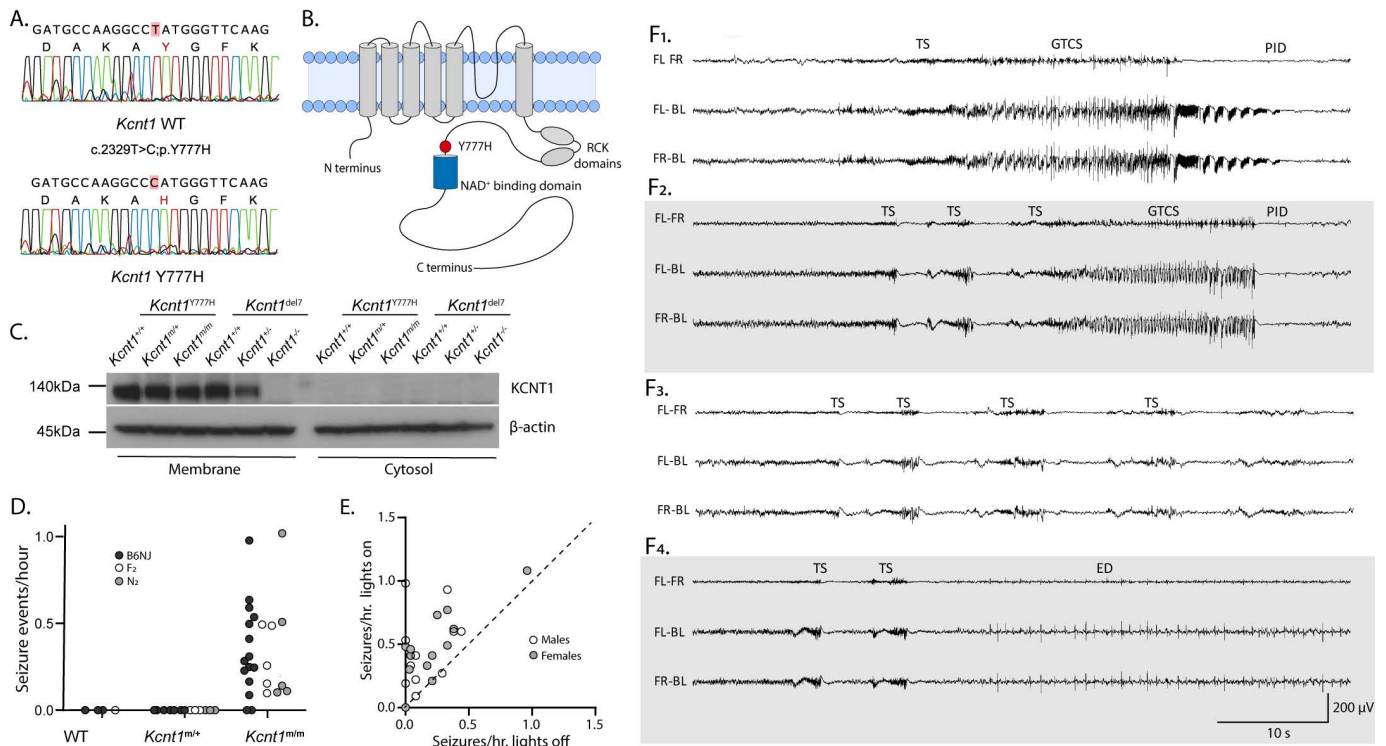 A.
GATGCCAAGGCCTATGGGTTCAAG
D A K A Y G F K
Kcnt1 WT
c.2329T>C;p.Y777H
GATGCCAAGGCCCATGGGTTCAAG
D A K A H G F K
Kcnt1 Y777H
B.
N terminus
Y777H
RCK
domains
NAD+ binding domain
C terminus
C.
Kcnt1Y777H Kcnt1del7 Kcnt1Y777H Kcnt1del7
Kcnt1+/+ Kcnt1m/+ Kcnt1m/m Kcnt1+/+ Kcnt1+/- Kcnt1-/- Kcnt1+/+ Kcnt1m/+ Kcnt1m/m Kcnt1+/+ Kcnt1+/- Kcnt1-/-
140kDa KCNT1
45kDa β-actin
Membrane Cytosol
D.
Seizure events/hour
1.0
0.5
0.0
B6NJ
F2
N2
WT Kcnt1m/+ Kcnt1m/m
E.
Seizures/hr. lights on
1.5
1.0
0.5
0.0
Males
Females
0.0 0.5 1.0 1.5
Seizures/hr. lights off
F1.
TS GTCS PID
FL FR
FL-BL
FR-BL
F2.
TS TS TS GTCS PID
FL-FR
FL-BL
FR-BL
F3.
TS TS TS TS
FL-FR
FL-BL
FR-BL
F4.
TS TS ED
FL-FR
FL-BL
FR-BL
200 μV
10 s